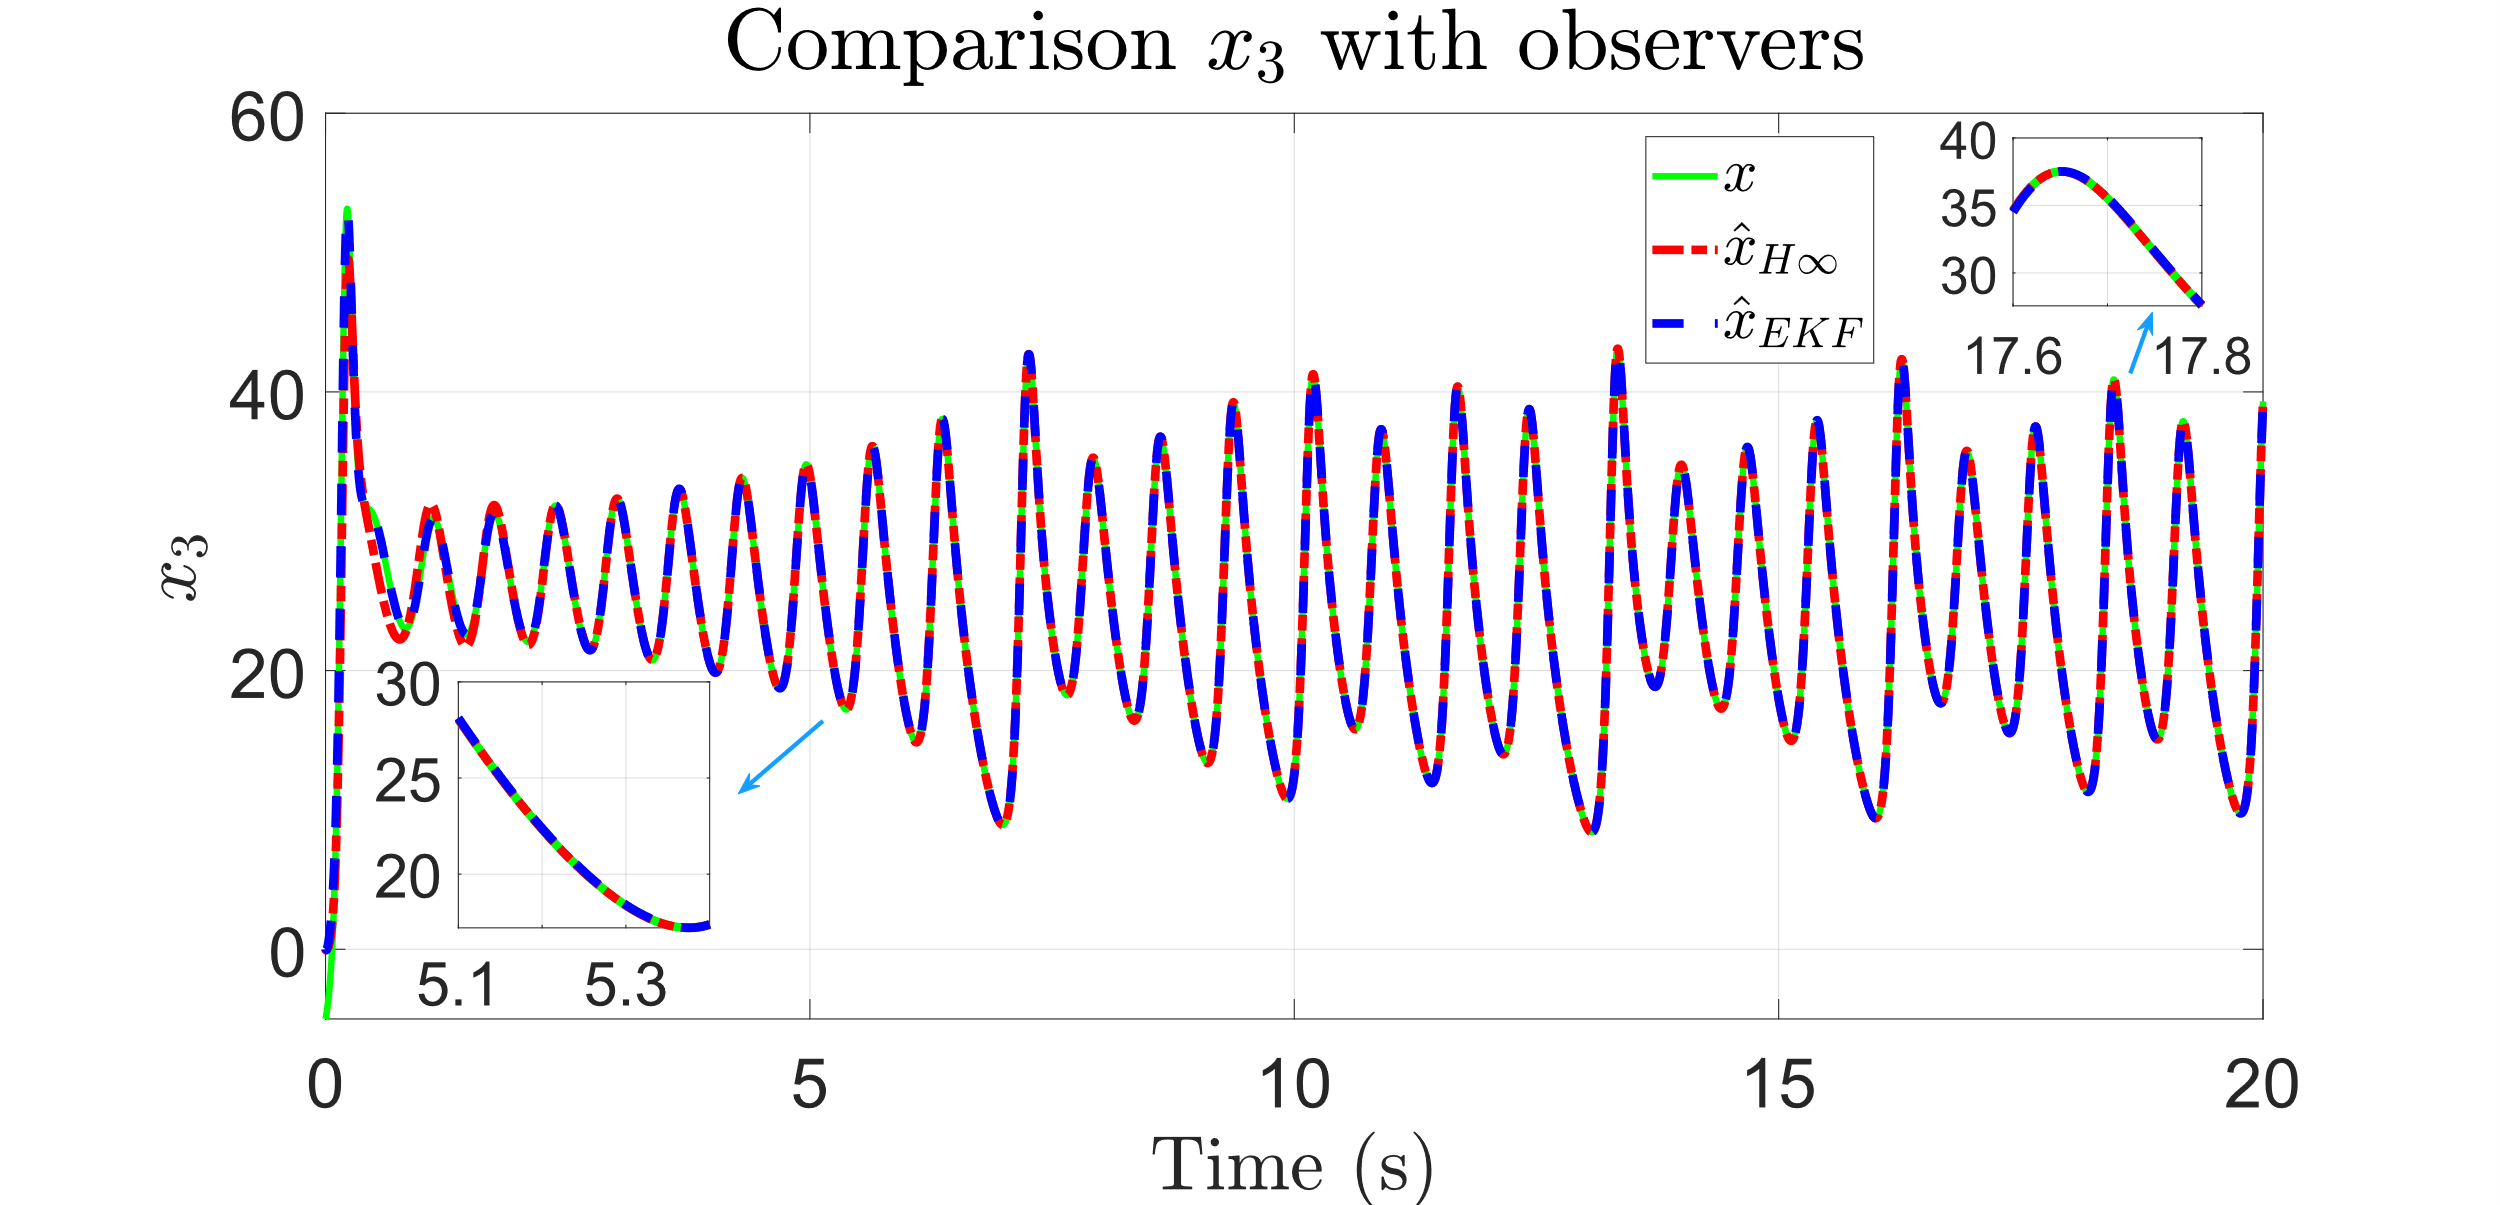 Comparison x₃ with observers
60
40
20
0
x₃
x
x̂_{H∞}
x̂_{EKF}
40
35
30
17.6 17.8
30
25
20
5.1 5.3
0 5 10 15 20
Time (s)